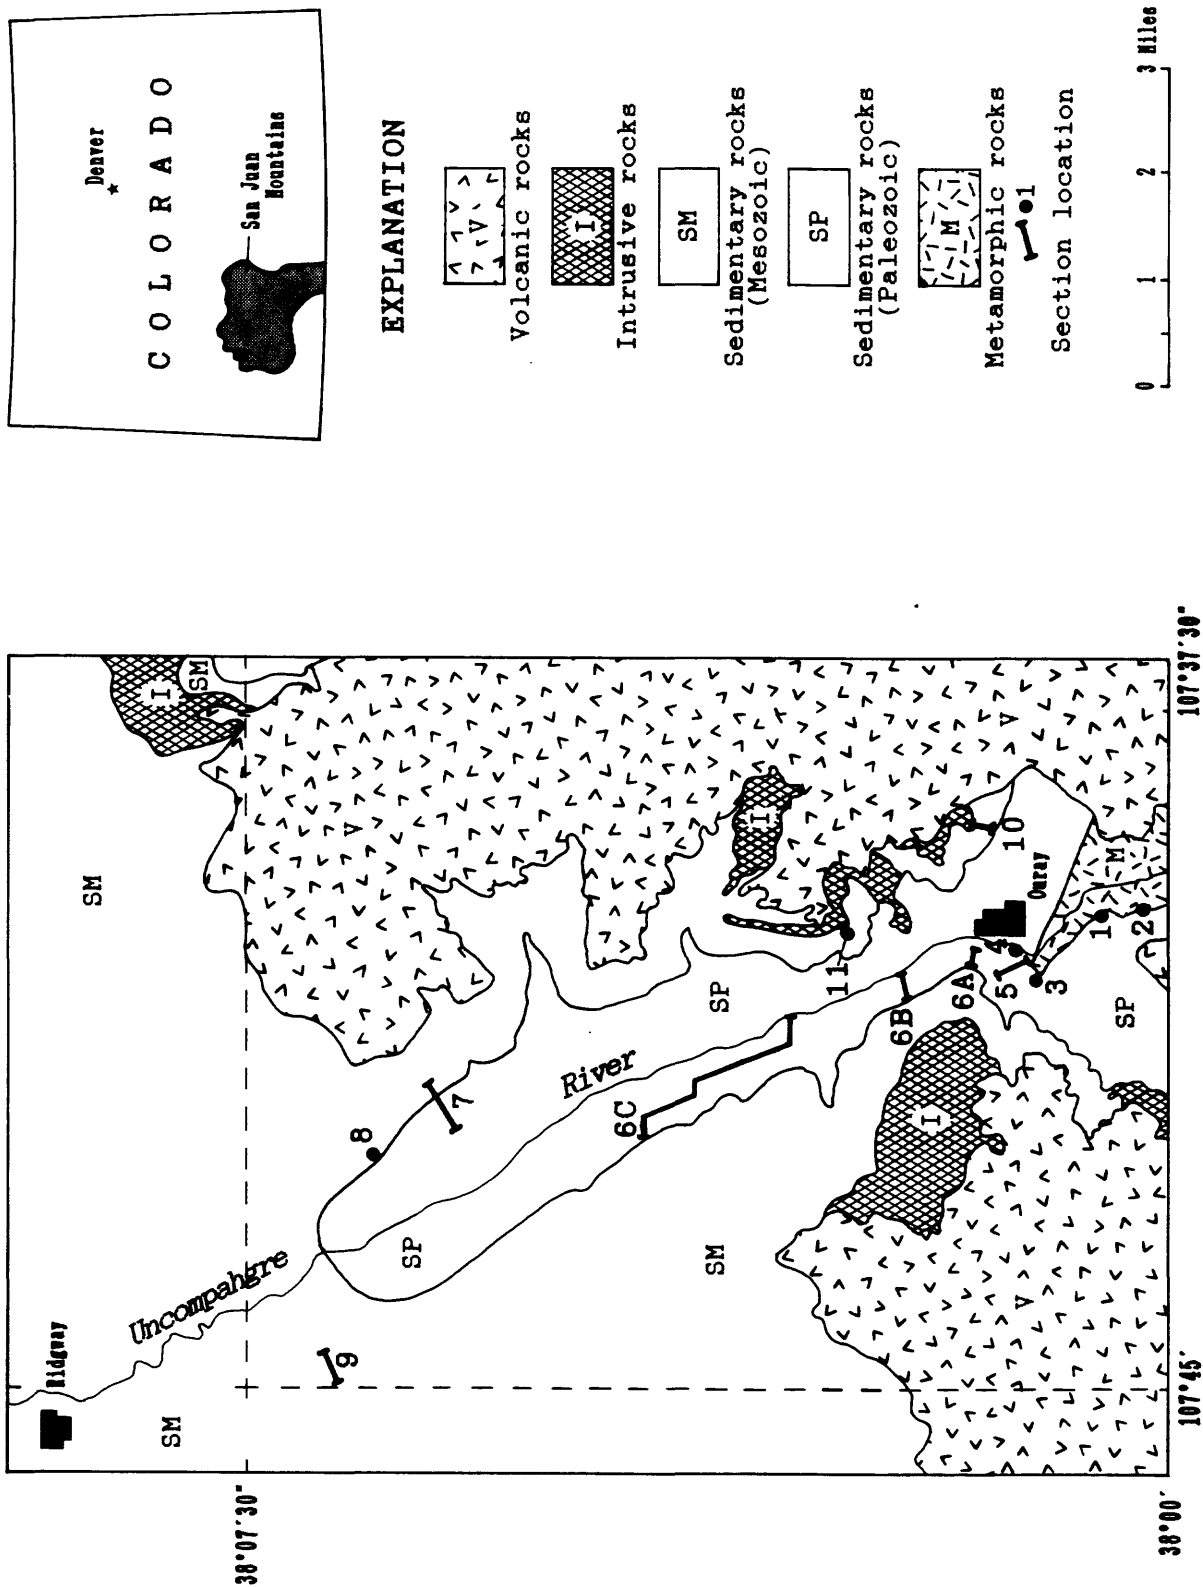 Denver
COLORADO
San Juan
Mountains
EXPLANATION
V
Volcanic rocks
I
Intrusive rocks
SM
Sedimentary rocks
(Mesozoic)
SP
Sedimentary rocks
(Paleozoic)
M
Metamorphic rocks
1
Section location
0 1 2 3 Miles
Ridgway
SM
SM
I
SM
Uncompahgre
River
38°07'30"
V
9
8
7
SP
SP
6C
SM
I
11
6B
I
10
6A
Ouray
5
4
3
V
V
1
2
M
SP
38°00'
107°45'
107°37'30"